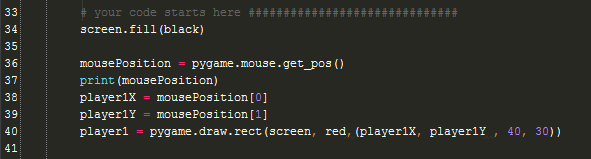 33 # your code starts here ##############################
34 screen.fill(black)
35
36 mousePosition = pygame.mouse.get_pos()
37 print(mousePosition)
38 player1X = mousePosition[0]
39 player1Y = mousePosition[1]
40 player1 = pygame.draw.rect(screen, red,(player1X, player1Y , 40, 30))
41